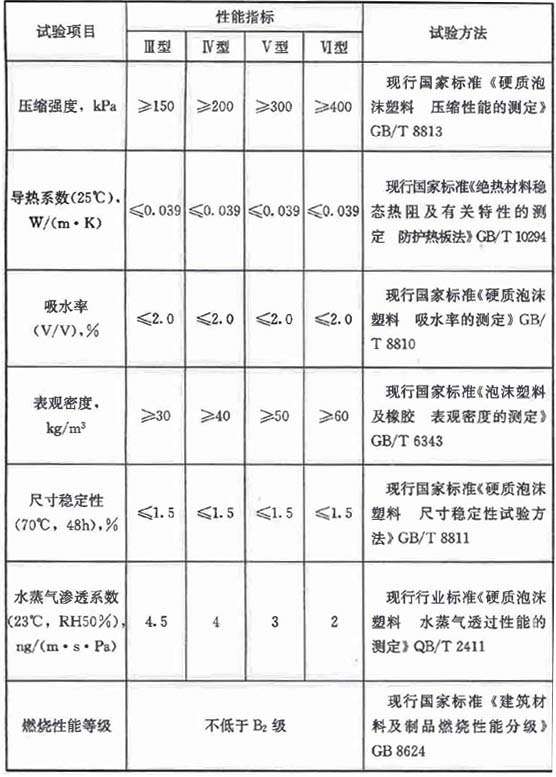 试验项目 性能指标 试验方法
Ⅲ型 Ⅳ型 Ⅴ型 Ⅵ型
压缩强度，kPa ≥150 ≥200 ≥300 ≥400
现行国家标准《硬质泡
沫塑料 压缩性能的测定》
GB/T 8813
导热系数(25℃)，
W/(m·K)
≤0.039 ≤0.039 ≤0.039 ≤0.039
现行国家标准《绝热材料稳
态热阻及有关特性的测
定 防护热板法》GB/T 10294
吸水率
(V/V),%
≤2.0 ≤2.0 ≤2.0 ≤2.0
现行国家标准《硬质泡沫
塑料 吸水率的测定》GB/
T 8810
表观密度，
kg/m³
≥30 ≥40 ≥50 ≥60
现行国家标准《泡沫塑料
及橡胶 表观密度的测定》
GB/T 6343
尺寸稳定性
(70℃，48h),%
≤1.5 ≤1.5 ≤1.5 ≤1.5
现行国家标准《硬质泡沫
塑料 尺寸稳定性试验方
法》GB/T 8811
水蒸气渗透系数
(23℃，RH50%)，
ng/(m·s·Pa)
4.5 4 3 2
现行行业标准《硬质泡沫
塑料 水蒸气透过性能的
测定》QB/T 2411
燃烧性能等级 不低于B₂级
现行国家标准《建筑材
料及制品燃烧性能分级》
GB 8624